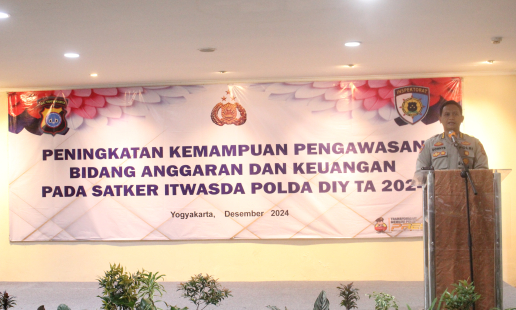 PENINGKATAN KEMAMPUAN PENGAWASAN
BIDANG ANGGARAN DAN KEUANGAN
PADA SATKER ITWASDA POLDA DIY TA 202
Yogyakarta, Desember 2024